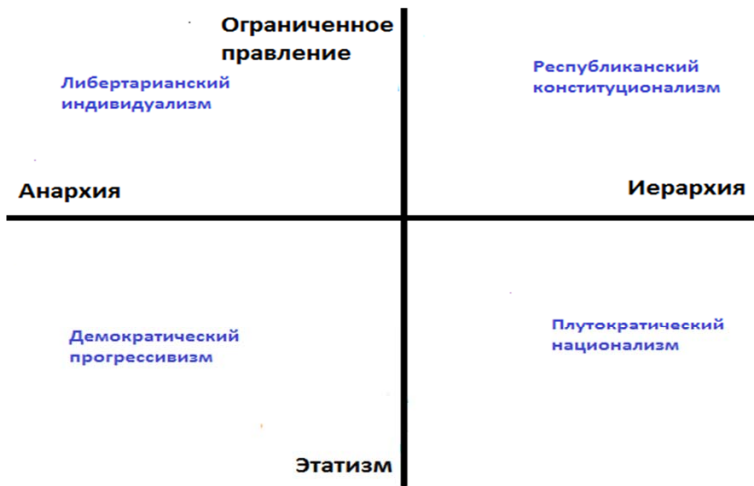 Ограниченное
правление
Либертарианский
индивидуализм
Республиканский
конституционализм
Анархия
Иерархия
Демократический
прогрессивизм
Плутократический
национализм
Этатизм